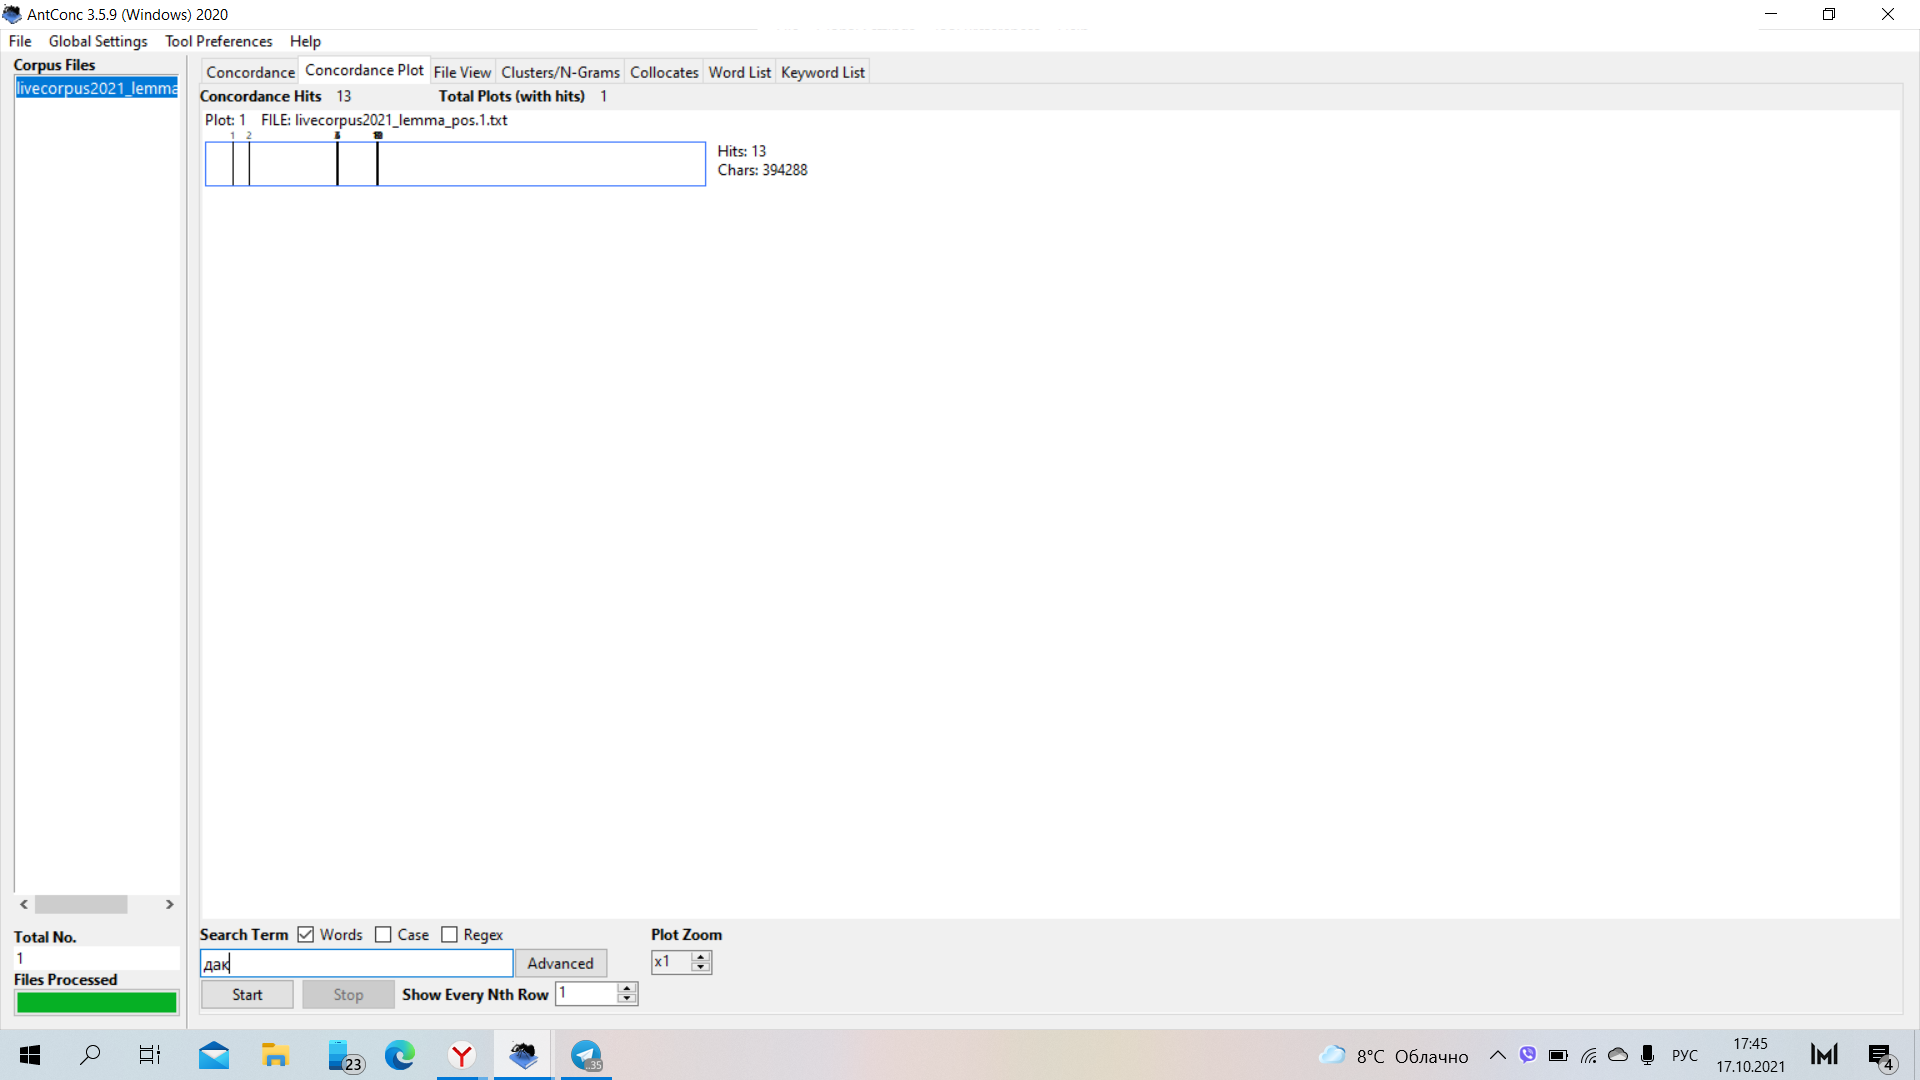 AntConc 3.5.9 (Windows) 2020
File Global Settings Tool Preferences Help
Corpus Files
livecorpus2021_lemma
Concordance Concordance Plot File View Clusters/N-Grams Collocates Word List Keyword List
Concordance Hits 13 Total Plots (with hits) 1
Plot: 1 FILE: livecorpus2021_lemma_pos.1.txt
1 2
Hits: 13
Chars: 394288
Total No.
1
Files Processed
Search Term Words Case Regex Plot Zoom
дак Advanced x1
Start Stop Show Every Nth Row 1
23 35 8°C Облачно РУС 17:45
17.10.2021
4